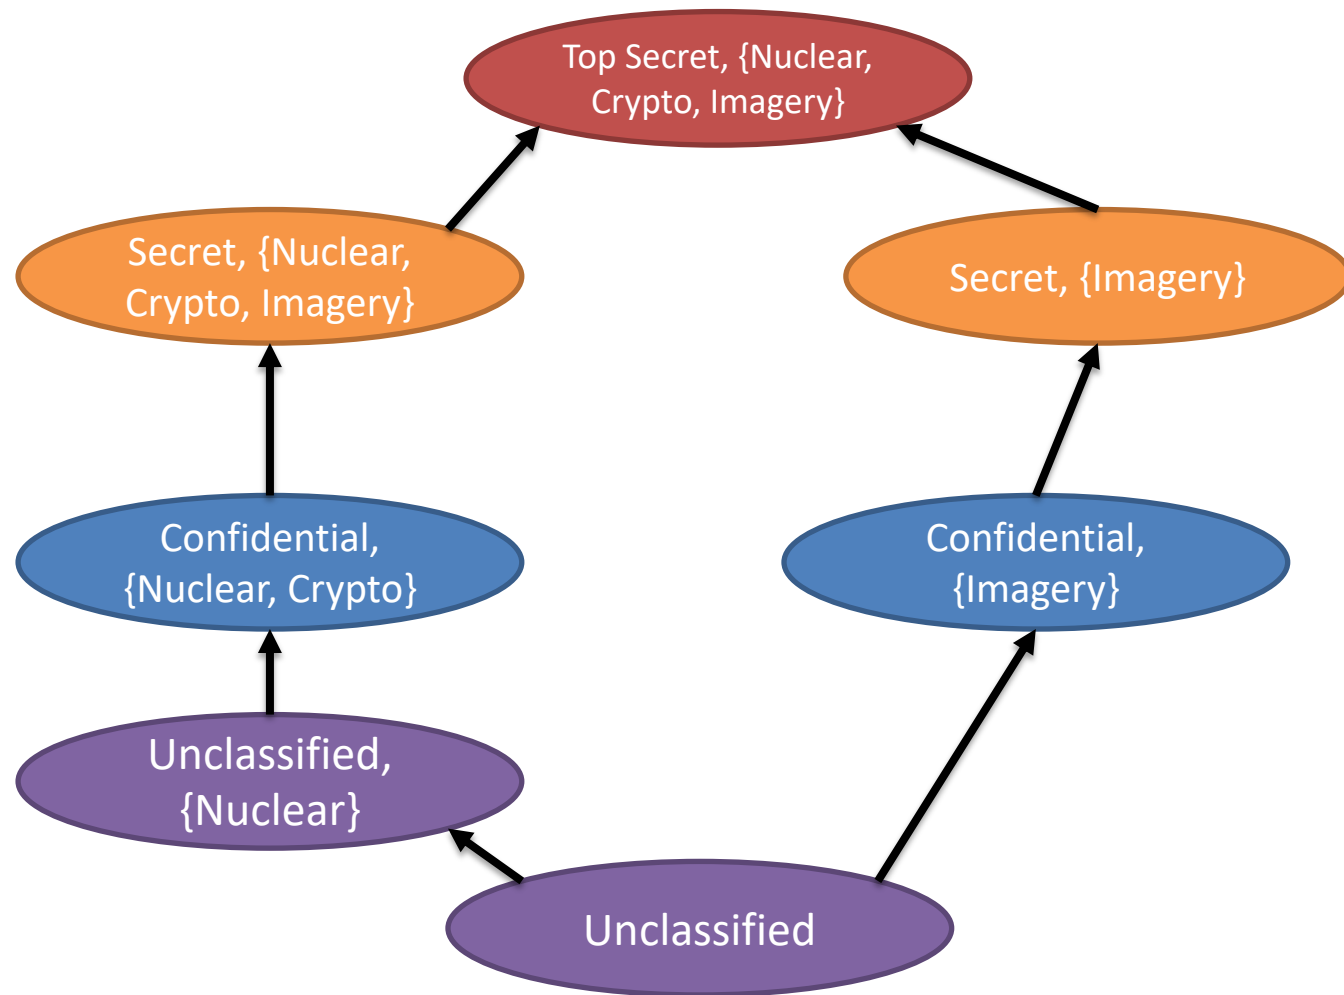 Top Secret, {Nuclear,
Crypto, Imagery}
Secret, {Nuclear,
Crypto, Imagery}
Secret, {Imagery}
Confidential,
{Nuclear, Crypto}
Confidential,
{Imagery}
Unclassified,
{Nuclear}
Unclassified